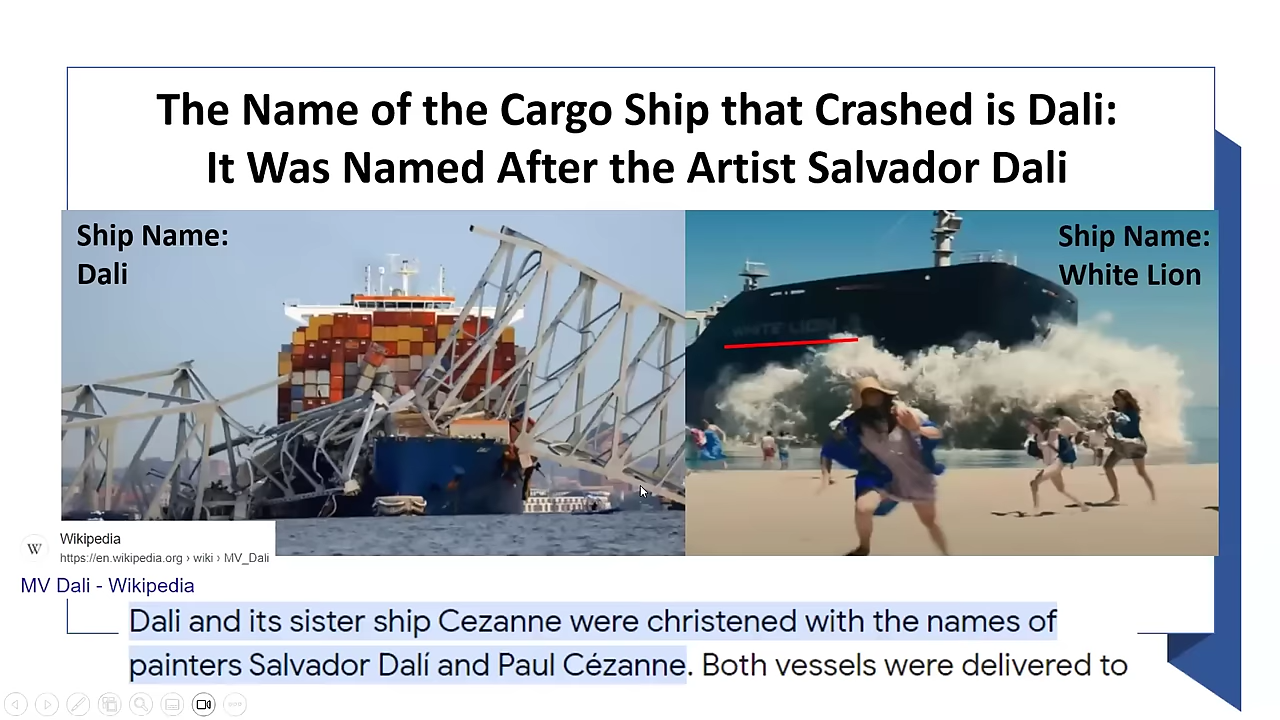 The Name of the Cargo Ship that Crashed is Dali:
It Was Named After the Artist Salvador Dali
Ship Name:
Dali
Ship Name:
White Lion
WHITE LION
W
Wikipedia
https://en.wikipedia.org › wiki › MV_Dali
MV Dali - Wikipedia
Dali and its sister ship Cezanne were christened with the names of
painters Salvador Dalí and Paul Cézanne. Both vessels were delivered to